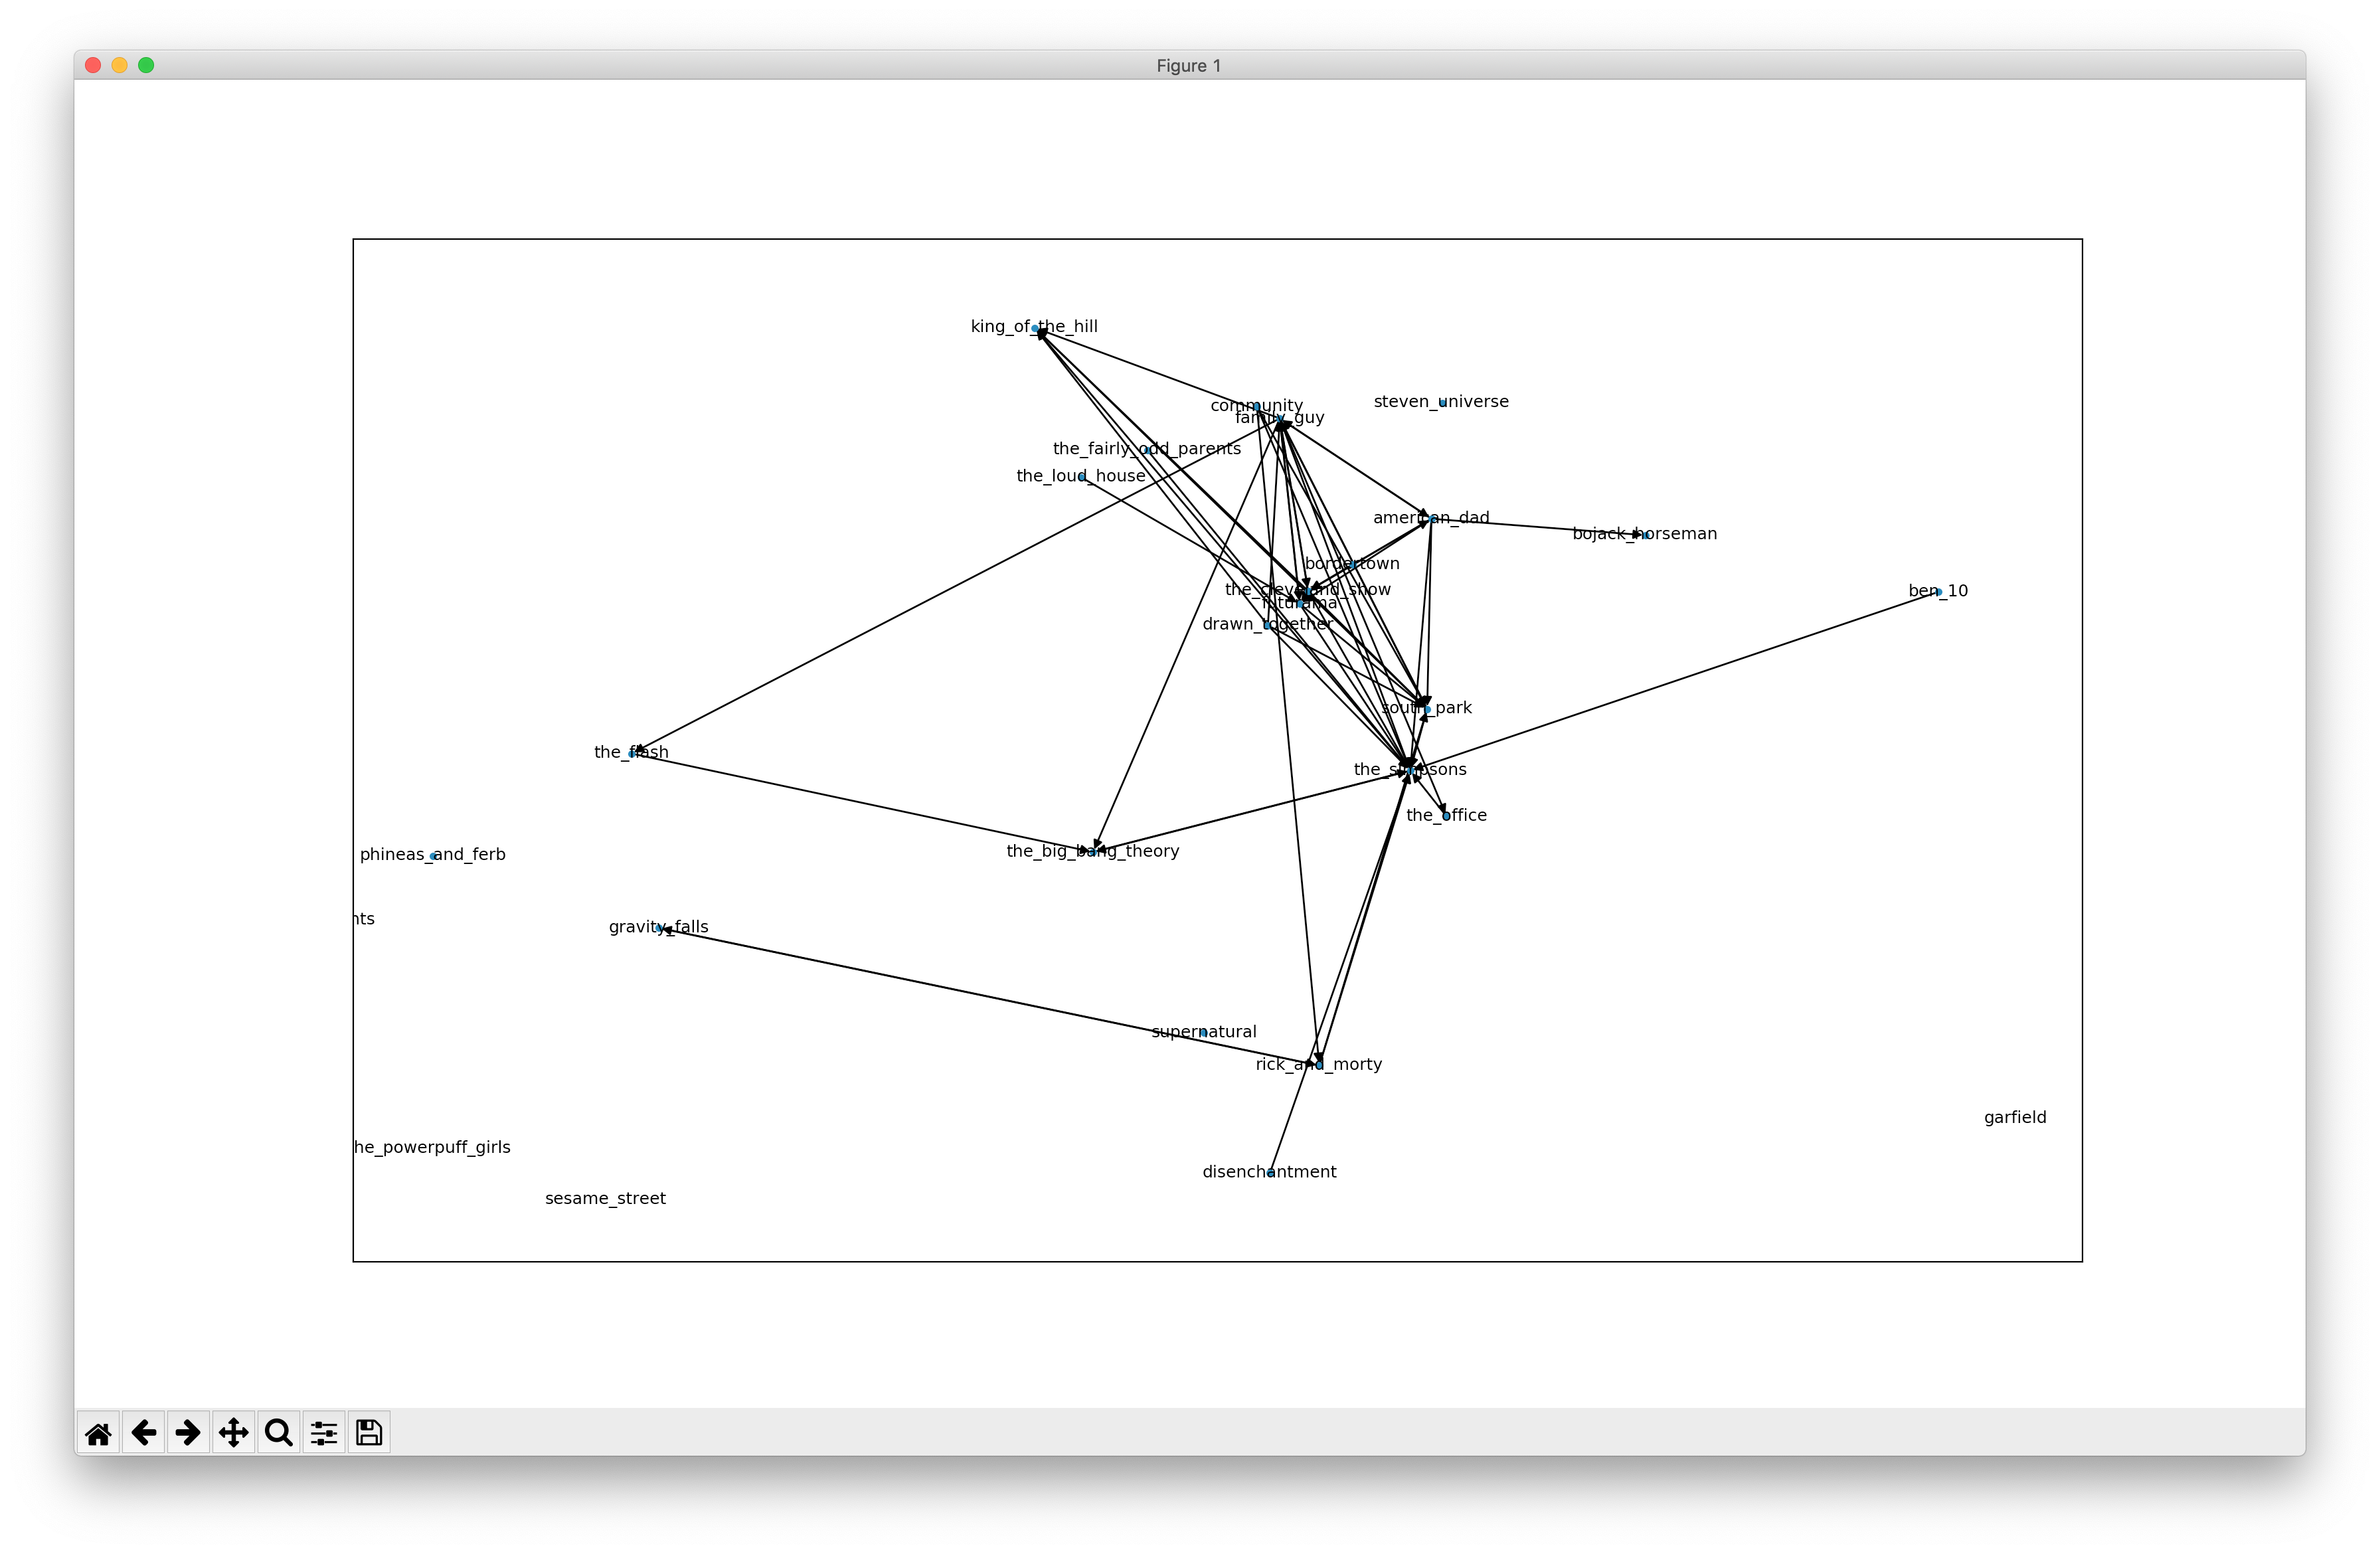 Figure 1
king_of_the_hill
steven_universe
community
family_guy
the_fairly_odd_parents
the_loud_house
american_dad
bojack_horseman
bordertown
the_cleveland_show
ben_10
futurama
drawn_together
south_park
the_flash
the_simpsons
the_office
the_big_bang_theory
phineas_and_ferb
nts
gravity_falls
supernatural
rick_and_morty
garfield
he_powerpuff_girls
disenchantment
sesame_street